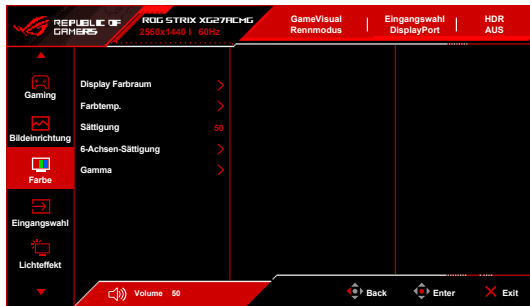 REPUBLIC OF
GAMERS
ROG STRIX XG27ACMG
2560x1440 | 60Hz
GameVisual
Rennmodus
Eingangswahl
DisplayPort
HDR
AUS
Gaming
Bildeinrichtung
Farbe
Eingangswahl
Lichteffekt
Display Farbraum
Farbtemp.
Sättigung 50
6-Achsen-Sättigung
Gamma
Volume 50
Back
Enter
Exit